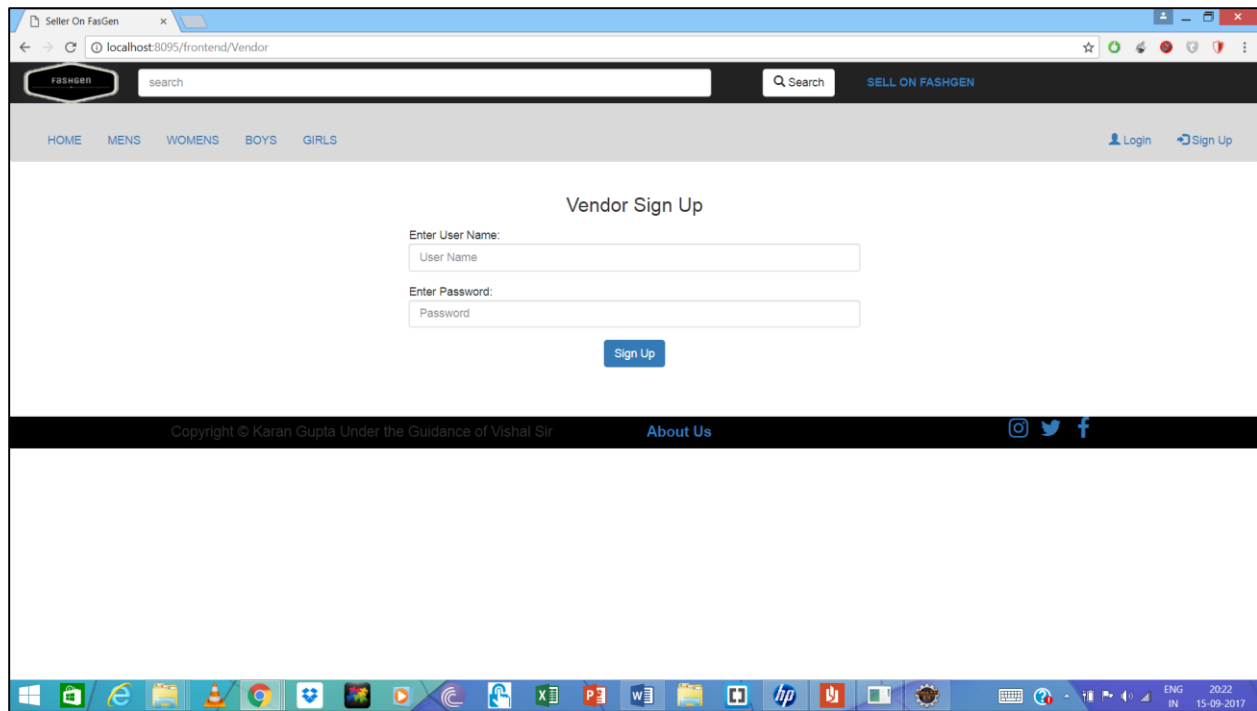 Seller On FasGen
localhost:8095/frontend/Vendor
FASHGEN
search
Search
SELL ON FASHGEN
HOME MENS WOMENS BOYS GIRLS
Login Sign Up
Vendor Sign Up
Enter User Name:
User Name
Enter Password:
Password
Sign Up
Copyright © Karan Gupta Under the Guidance of Vishal Sir About Us
ENG 20:22
IN 15-09-2017